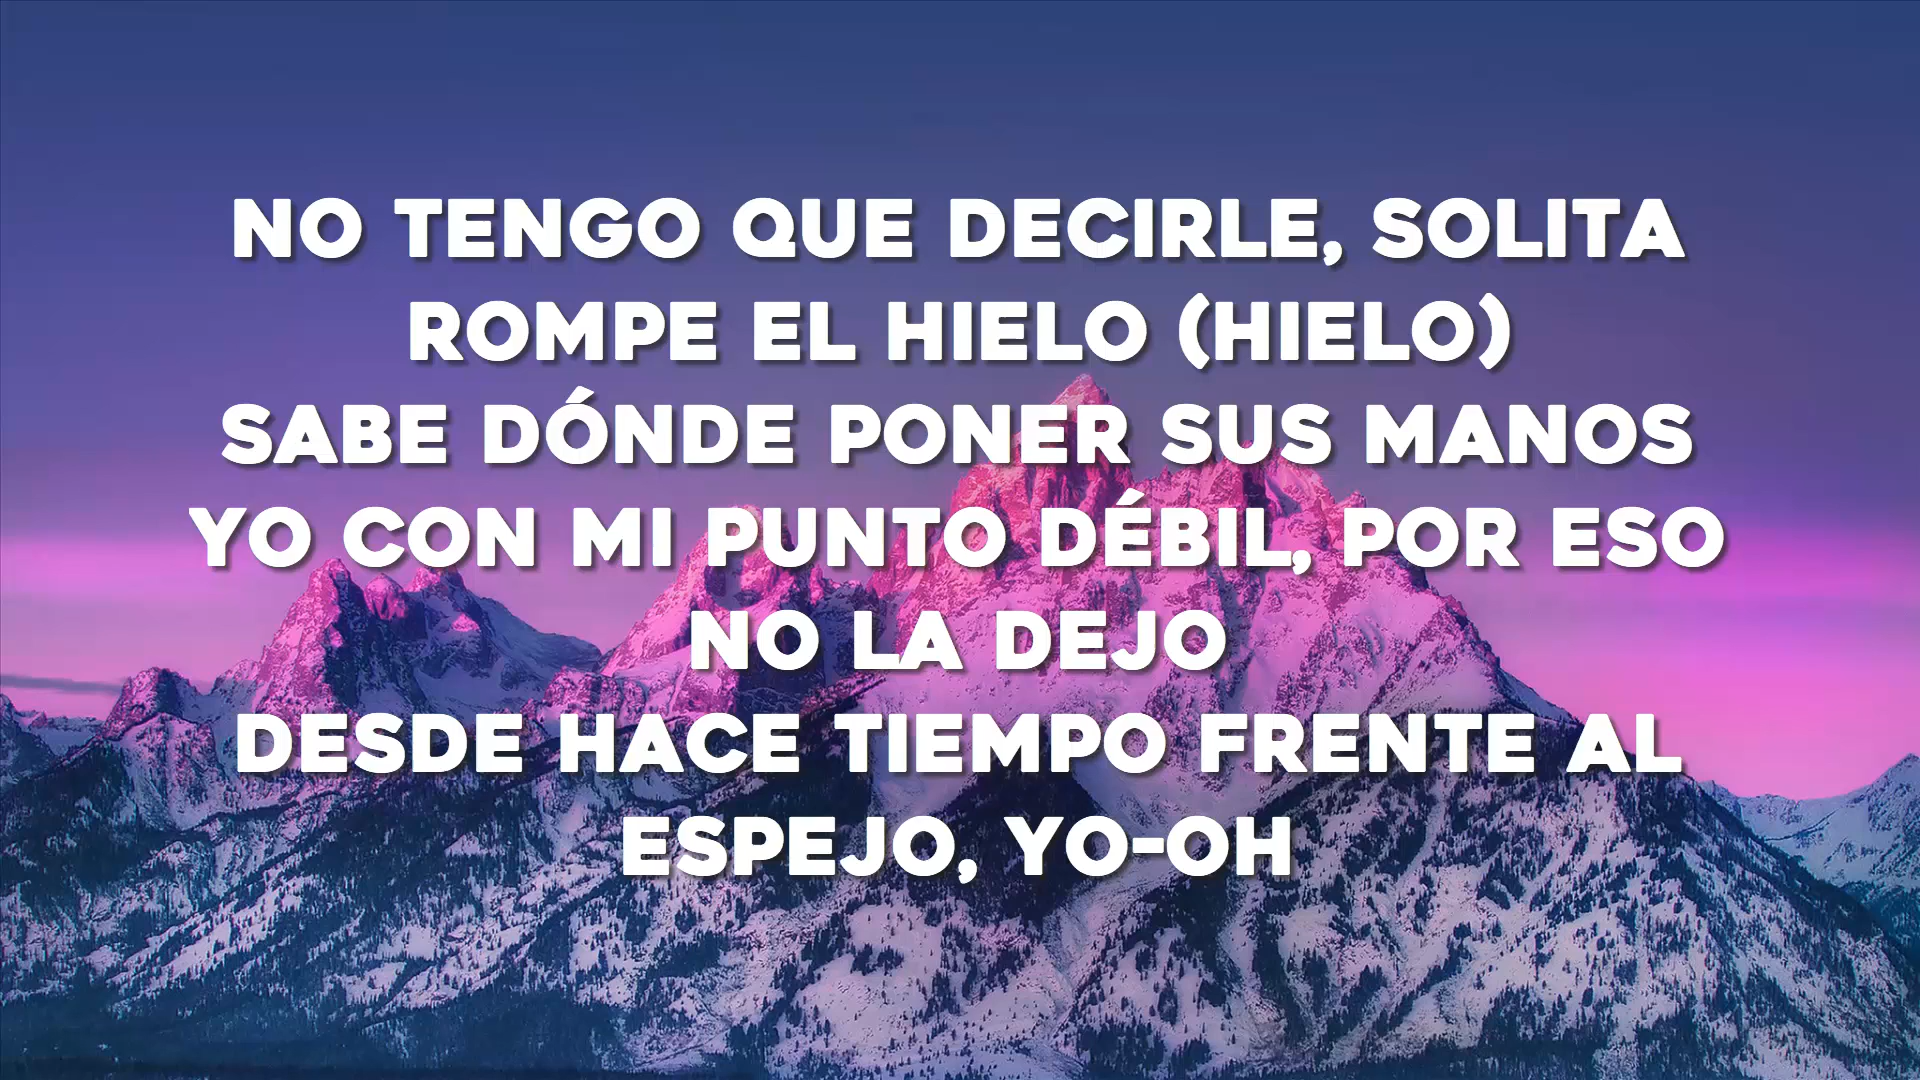 NO TENGO QUE DECIRLE, SOLITA
ROMPE EL HIELO (HIELO)
SABE DÓNDE PONER SUS MANOS
YO CON MI PUNTO DÉBIL, POR ESO
NO LA DEJO
DESDE HACE TIEMPO FRENTE AL
ESPEJO, YO-OH